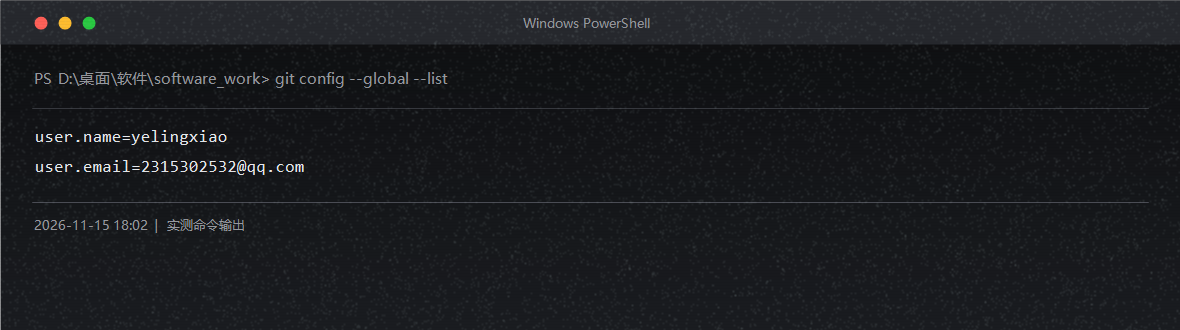 Windows PowerShell
PS D:\桌面\软件\software_work> git config --global --list
user.name=yelingxiao
user.email=2315302532@qq.com
2026-11-15 18:02 | 实测命令输出